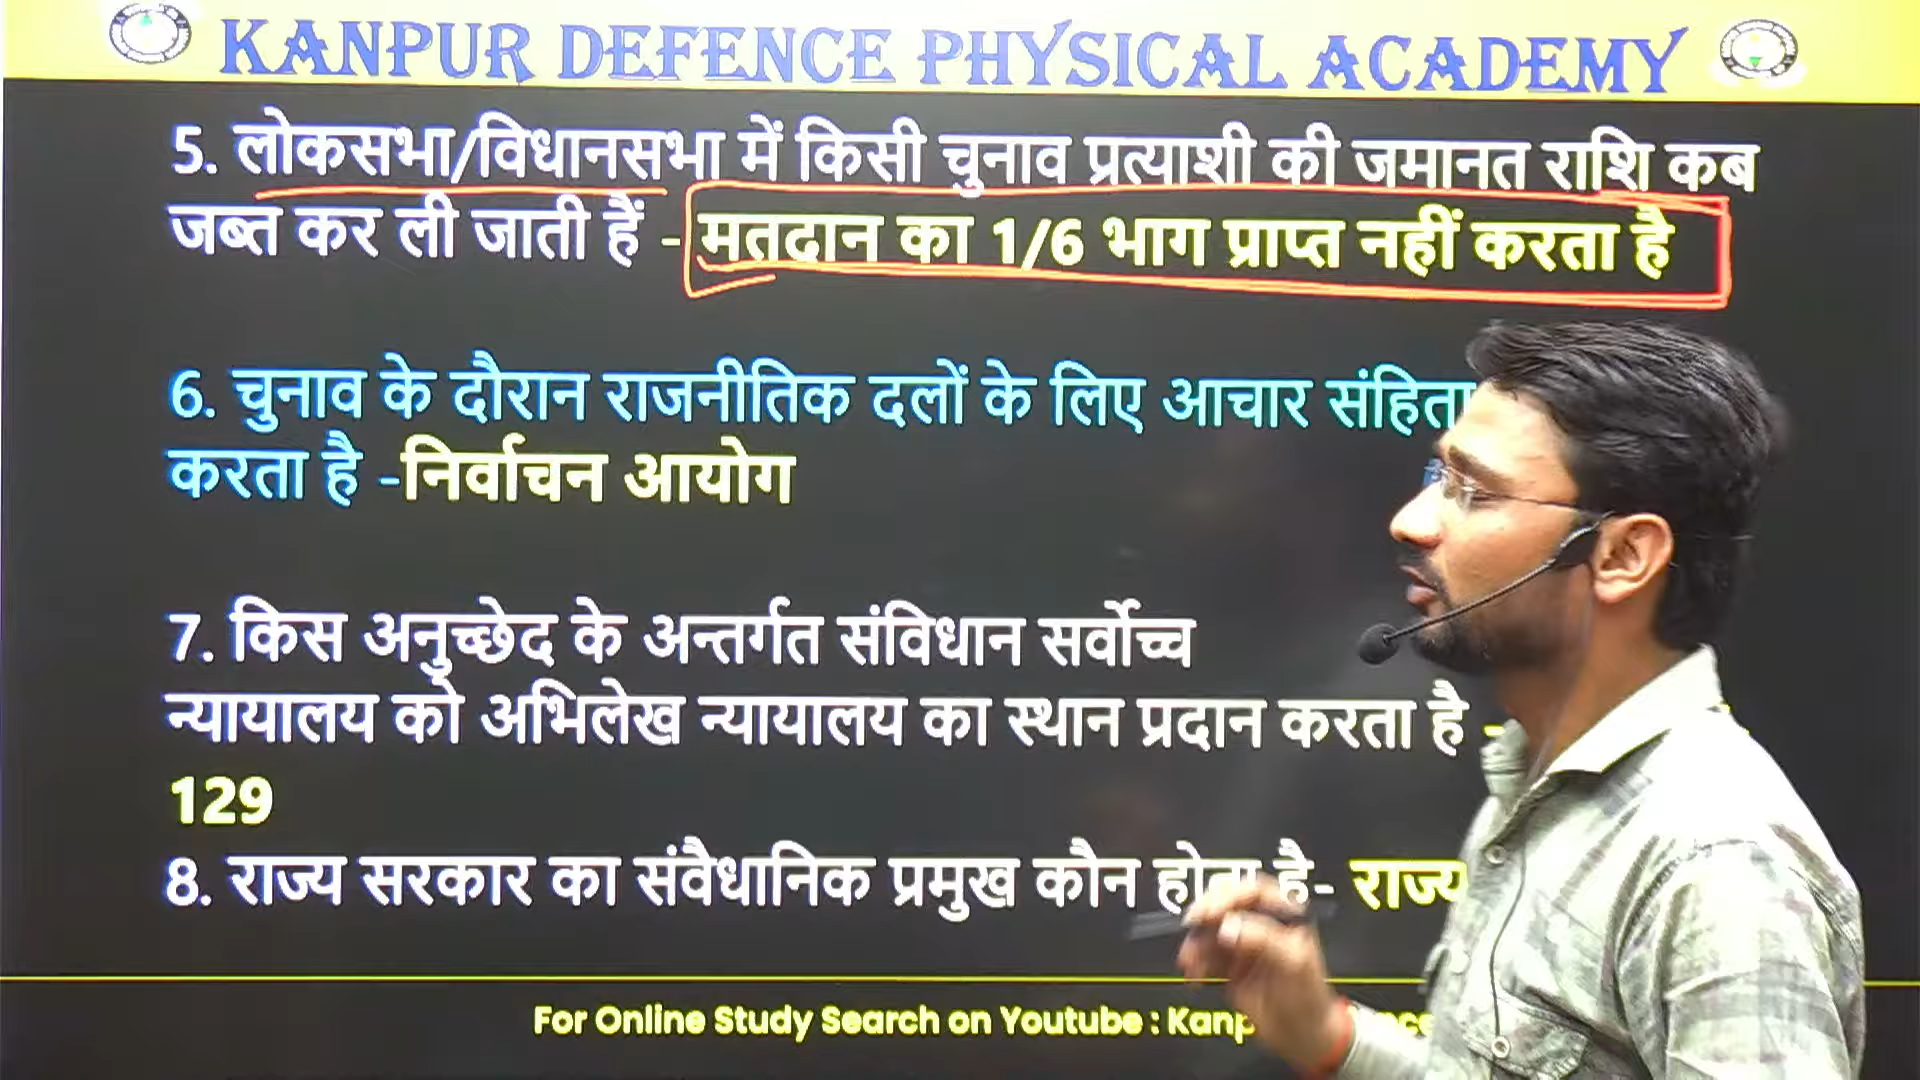 KANPUR DEFENCE PHYSICAL ACADEMY
5. लोकसभा/विधानसभा में किसी चुनाव प्रत्याशी की जमानत राशि कब
जब्त कर ली जाती हैं - मतदान का 1/6 भाग प्राप्त नहीं करता है
6. चुनाव के दौरान राजनीतिक दलों के लिए आचार संहिता
करता है -निर्वाचन आयोग
7. किस अनुच्छेद के अन्तर्गत संविधान सर्वोच्च
न्यायालय को अभिलेख न्यायालय का स्थान प्रदान करता है -
129
8. राज्य सरकार का संवैधानिक प्रमुख कौन होता है- राज्य
For Online Study Search on Youtube :